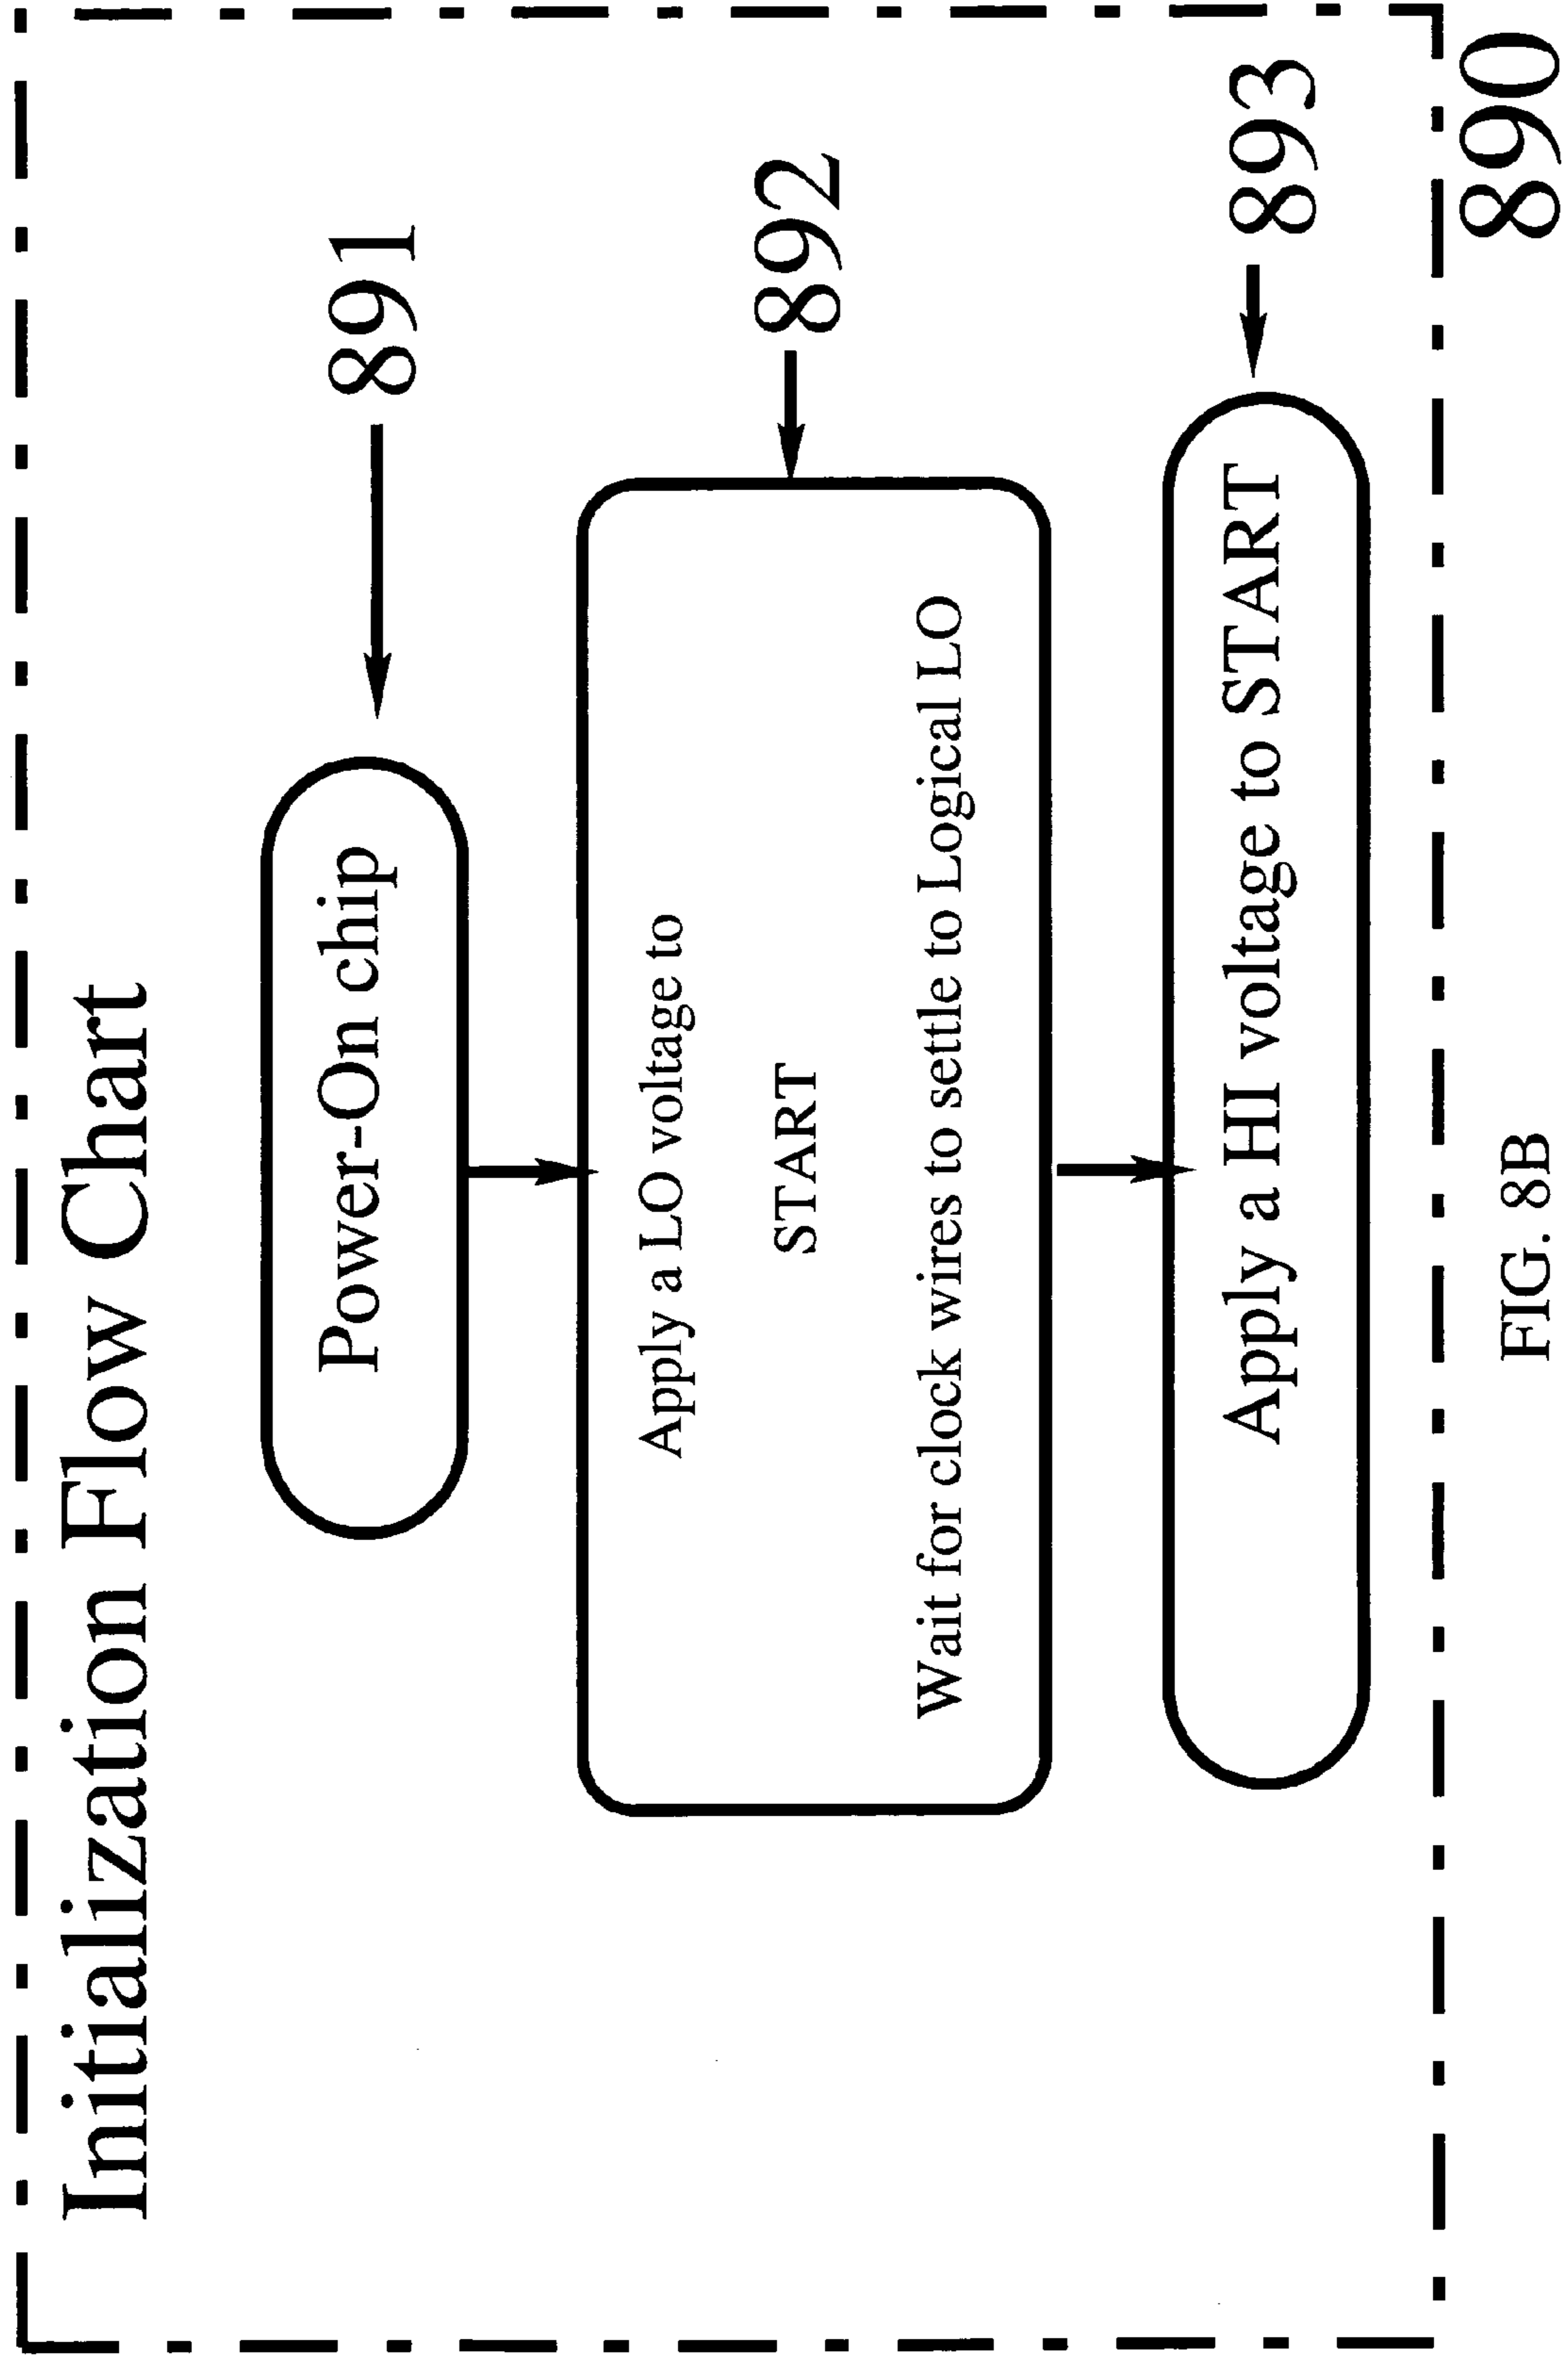 Initialization Flow Chart
Power-On chip
891
Apply a LO voltage to
START
Wait for clock wires to settle to Logical LO
892
Apply a HI voltage to START
893
890
FIG. 8B